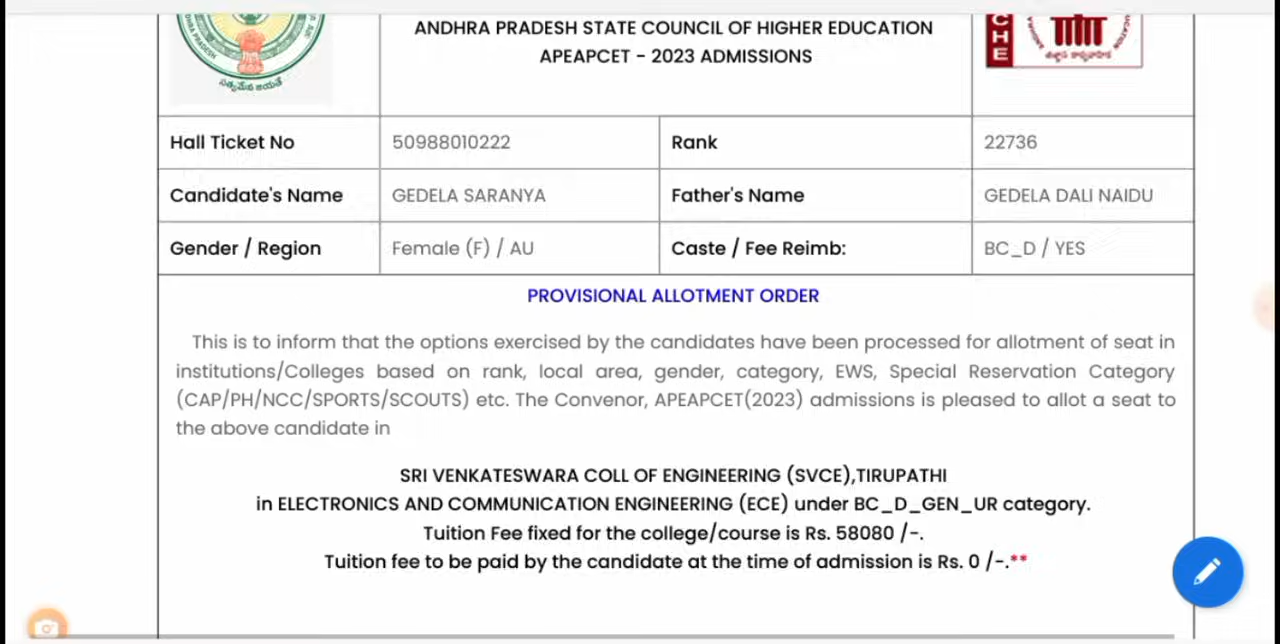 ANDHRA PRADESH STATE COUNCIL OF HIGHER EDUCATION
APEAPCET - 2023 ADMISSIONS
సత్యమేవ జయతే
CHE
Hall Ticket No 50988010222 Rank 22736
Candidate's Name GEDELA SARANYA Father's Name GEDELA DALI NAIDU
Gender / Region Female (F) / AU Caste / Fee Reimb: BC_D / YES
PROVISIONAL ALLOTMENT ORDER
This is to inform that the options exercised by the candidates have been processed for allotment of seat in
institutions/Colleges based on rank, local area, gender, category, EWS, Special Reservation Category
(CAP/PH/NCC/SPORTS/SCOUTS) etc. The Convenor, APEAPCET(2023) admissions is pleased to allot a seat to
the above candidate in
SRI VENKATESWARA COLL OF ENGINEERING (SVCE),TIRUPATHI
in ELECTRONICS AND COMMUNICATION ENGINEERING (ECE) under BC_D_GEN_UR category.
Tuition Fee fixed for the college/course is Rs. 58080 /-.
Tuition fee to be paid by the candidate at the time of admission is Rs. 0 /-.**